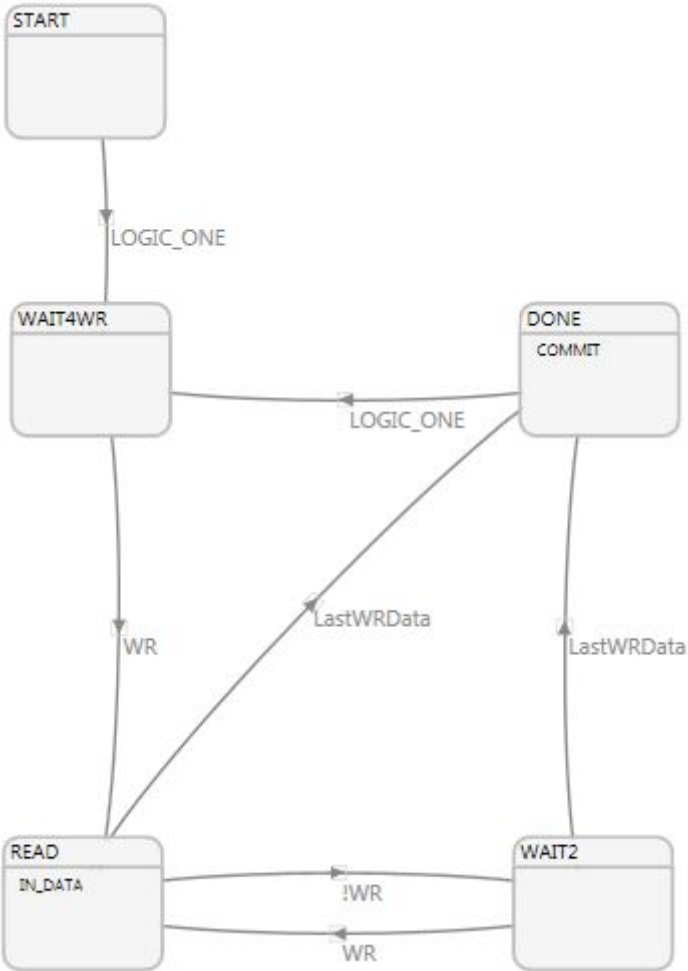 START
LOGIC_ONE
WAIT4WR
DONE
COMMIT
LOGIC_ONE
LastWRData
WR
LastWRData
READ
WAIT2
IN_DATA
!WR
WR